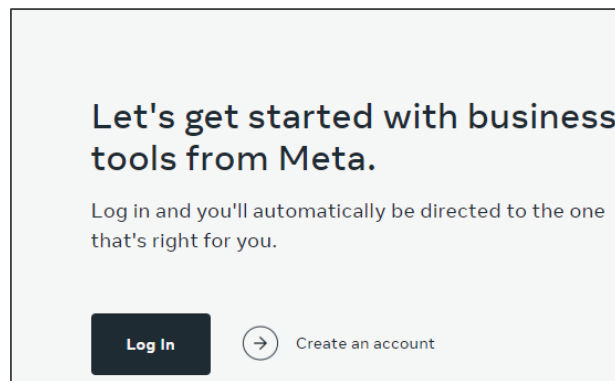 Let's get started with business
tools from Meta.
Log in and you'll automatically be directed to the one
that's right for you.
Log In
Create an account